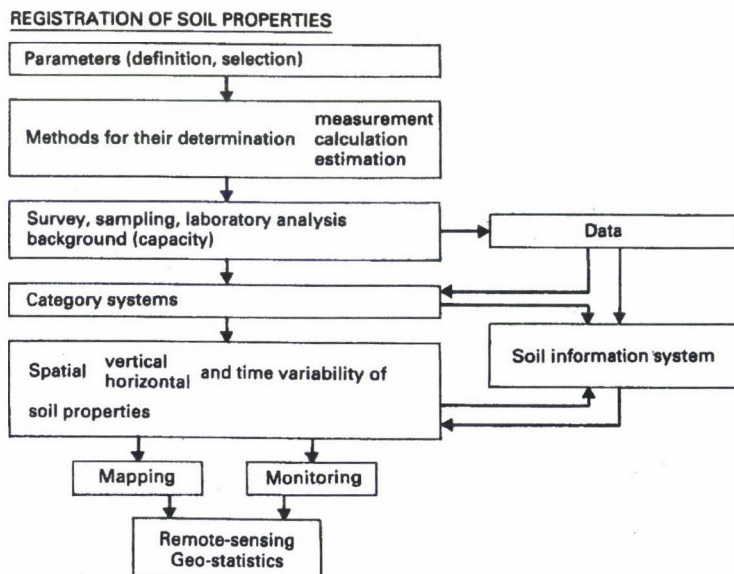 REGISTRATION OF SOIL PROPERTIES
Parameters (definition, selection)
Methods for their determination
measurement
calculation
estimation
Survey, sampling, laboratory analysis
background (capacity)
Data
Category systems
Soil information system
Spatial vertical
horizontal and time variability of
soil properties
Mapping
Monitoring
Remote-sensing
Geo-statistics